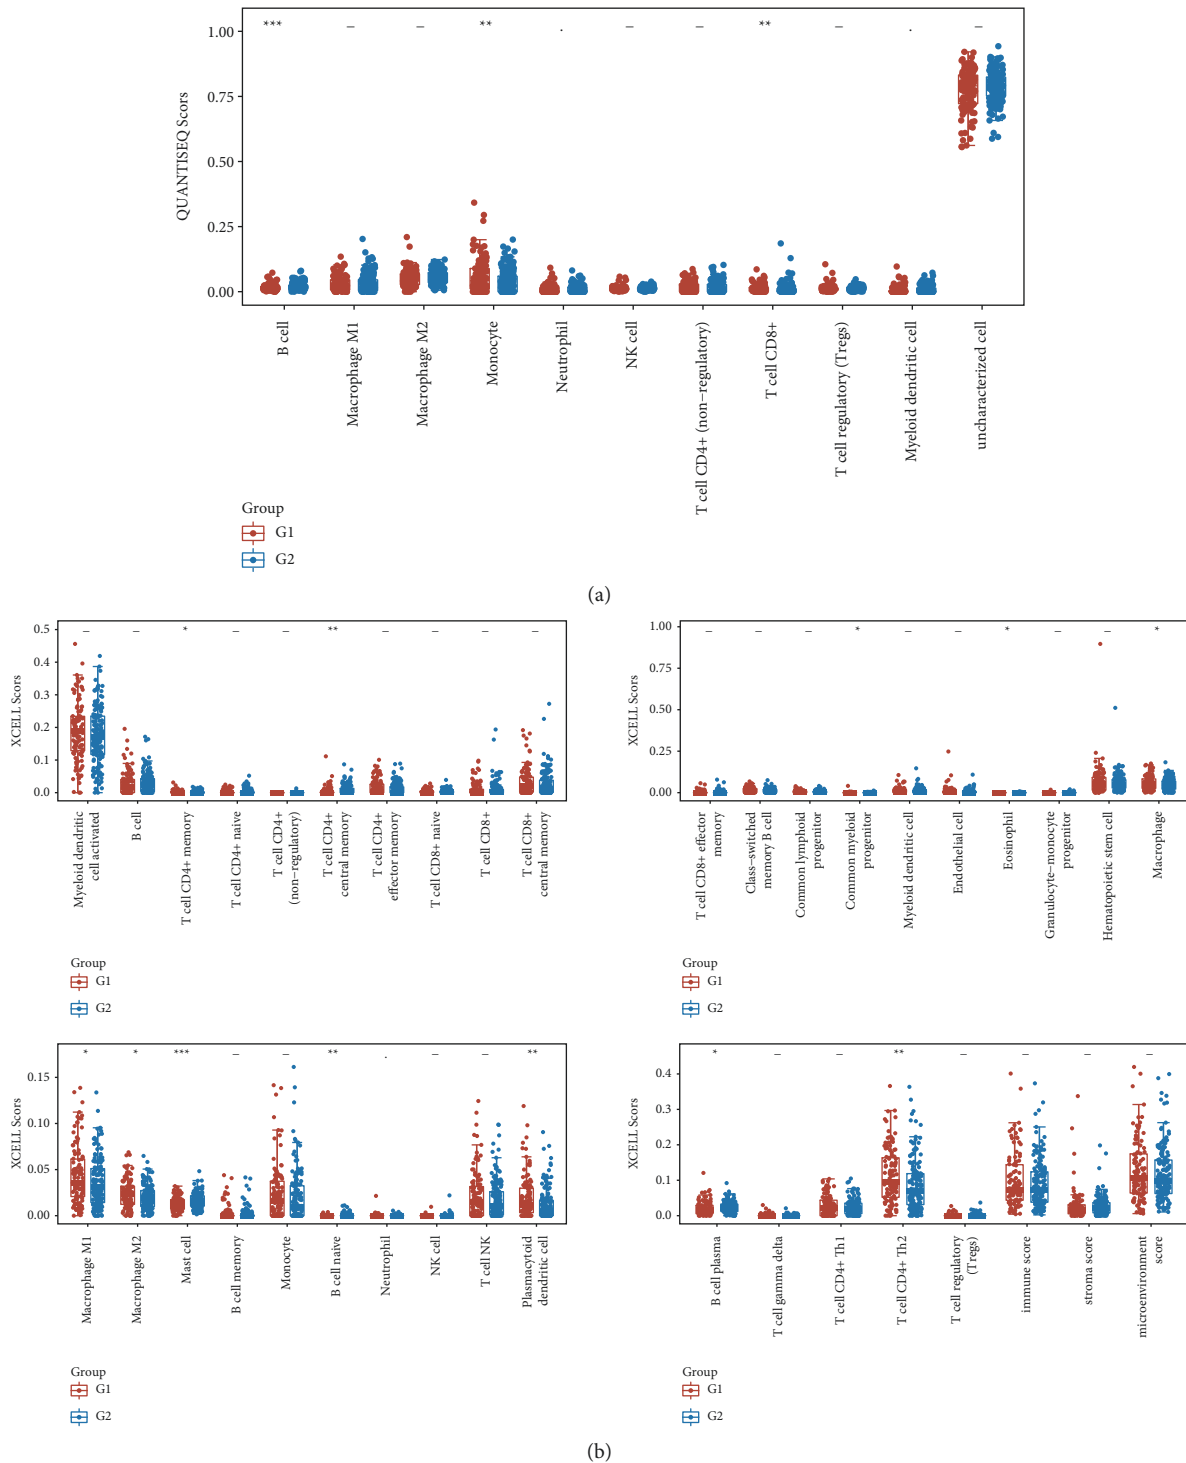 *** – – ** . – – ** – . –
1.00
0.75
0.50
0.25
0.00
QUANTISEQ Scores
B cell
Macrophage M1
Macrophage M2
Monocyte
Neutrophil
NK cell
T cell CD4+ (non−regulatory)
T cell CD8+
T cell regulatory (Tregs)
Myeloid dendritic cell
uncharacterized cell
Group
G1
G2
(a)
– – * – – ** – – – –
0.5
0.4
0.3
0.2
0.1
0.0
XCELL Scores
Myeloid dendritic
cell activated
B cell
T cell CD4+ memory
T cell CD4+ naive
T cell CD4+
(non−regulatory)
T cell CD4+
central memory
T cell CD4+
effector memory
T cell CD8+ naive
T cell CD8+
T cell CD8+
central memory
Group
G1
G2
– – – * – – * – – *
1.00
0.75
0.50
0.25
0.00
XCELL Scores
T cell CD8+ effector
memory
Class−switched
memory B cell
Common lymphoid
progenitor
Common myeloid
progenitor
Myeloid dendritic cell
Endothelial cell
Eosinophil
Granulocyte−monocyte
progenitor
Hematopoietic stem cell
Macrophage
Group
G1
G2
* * *** – – ** . – – **
0.15
0.10
0.05
0.00
XCELL Scores
Macrophage M1
Macrophage M2
Mast cell
B cell memory
Monocyte
B cell naive
Neutrophil
NK cell
T cell NK
Plasmacytoid
dendritic cell
Group
G1
G2
* – – ** – – – –
0.4
0.3
0.2
0.1
0.0
XCELL Scores
B cell plasma
T cell gamma delta
T cell CD4+ Th1
T cell CD4+ Th2
T cell regulatory
(Tregs)
immune score
stroma score
microenvironment
score
Group
G1
G2
(b)